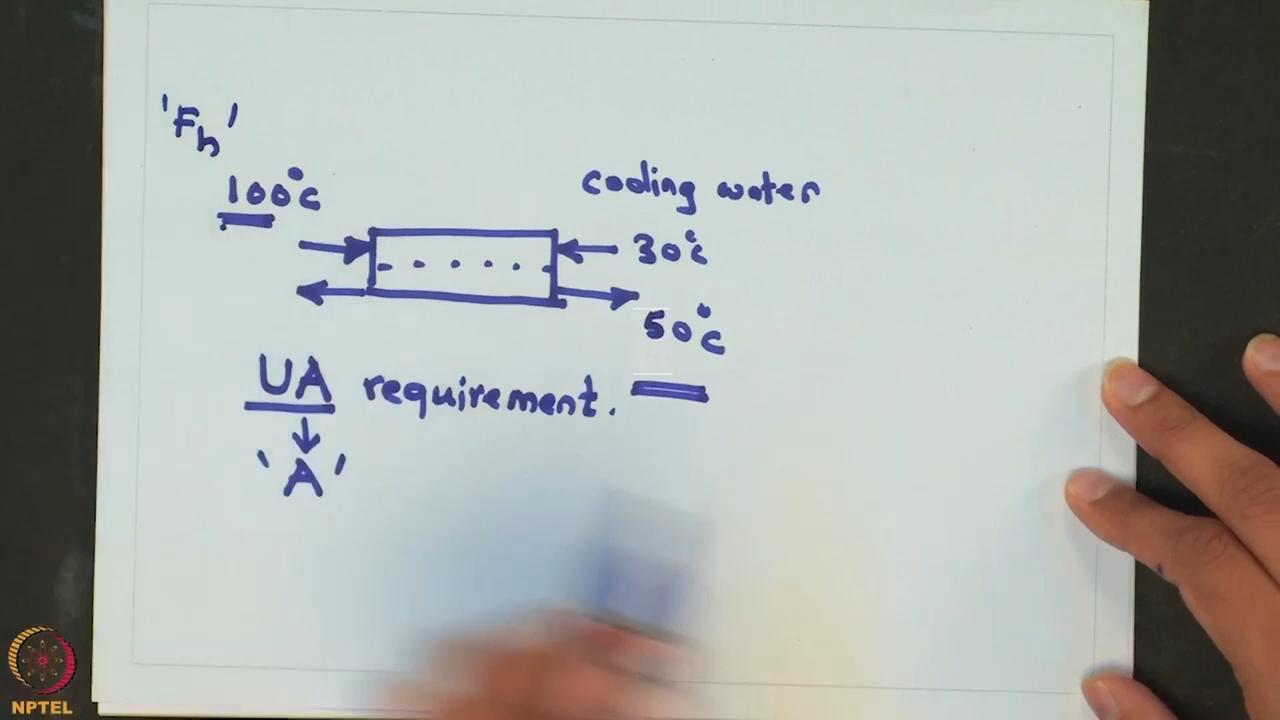 'Fh'
100°C
cooling water
30°C
50°C
UA requirement.
'A'
NPTEL